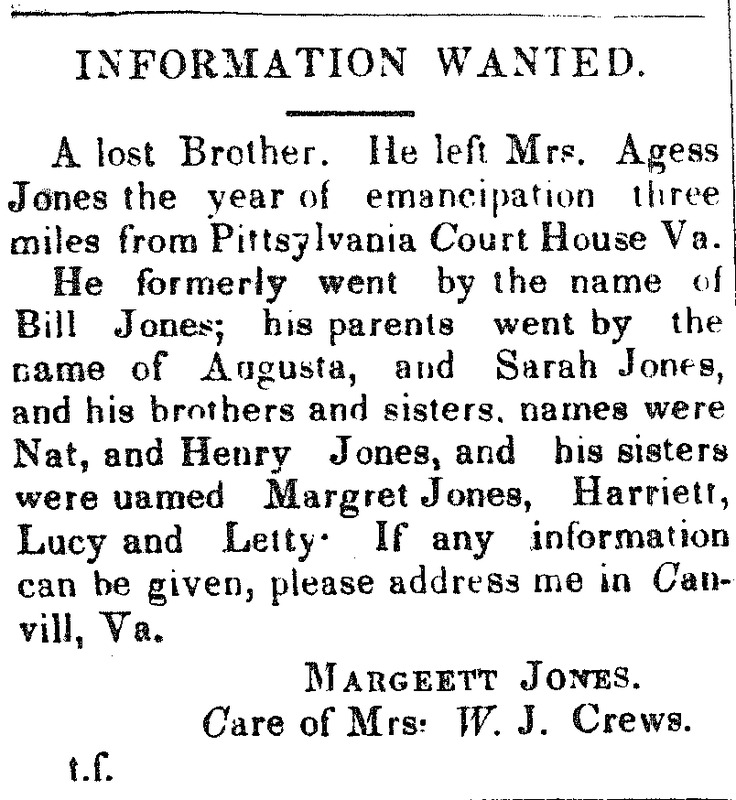 INFORMATION WANTED.
A lost Brother. He left Mrs. Agess
Jones the year of emancipation three
miles from Pittsylvania Court House Va.
He formerly went by the name of
Bill Jones; his parents went by the
name of Augusta, and Sarah Jones,
and his brothers and sisters. names were
Nat, and Henry Jones, and his sisters
were uamed Margret Jones, Harriett,
Lucy and Letty· If any information
can be given, please address me in Can-
vill, Va.
MARGEETT JONES.
Care of Mrs: W. J. Crews.
t.f.